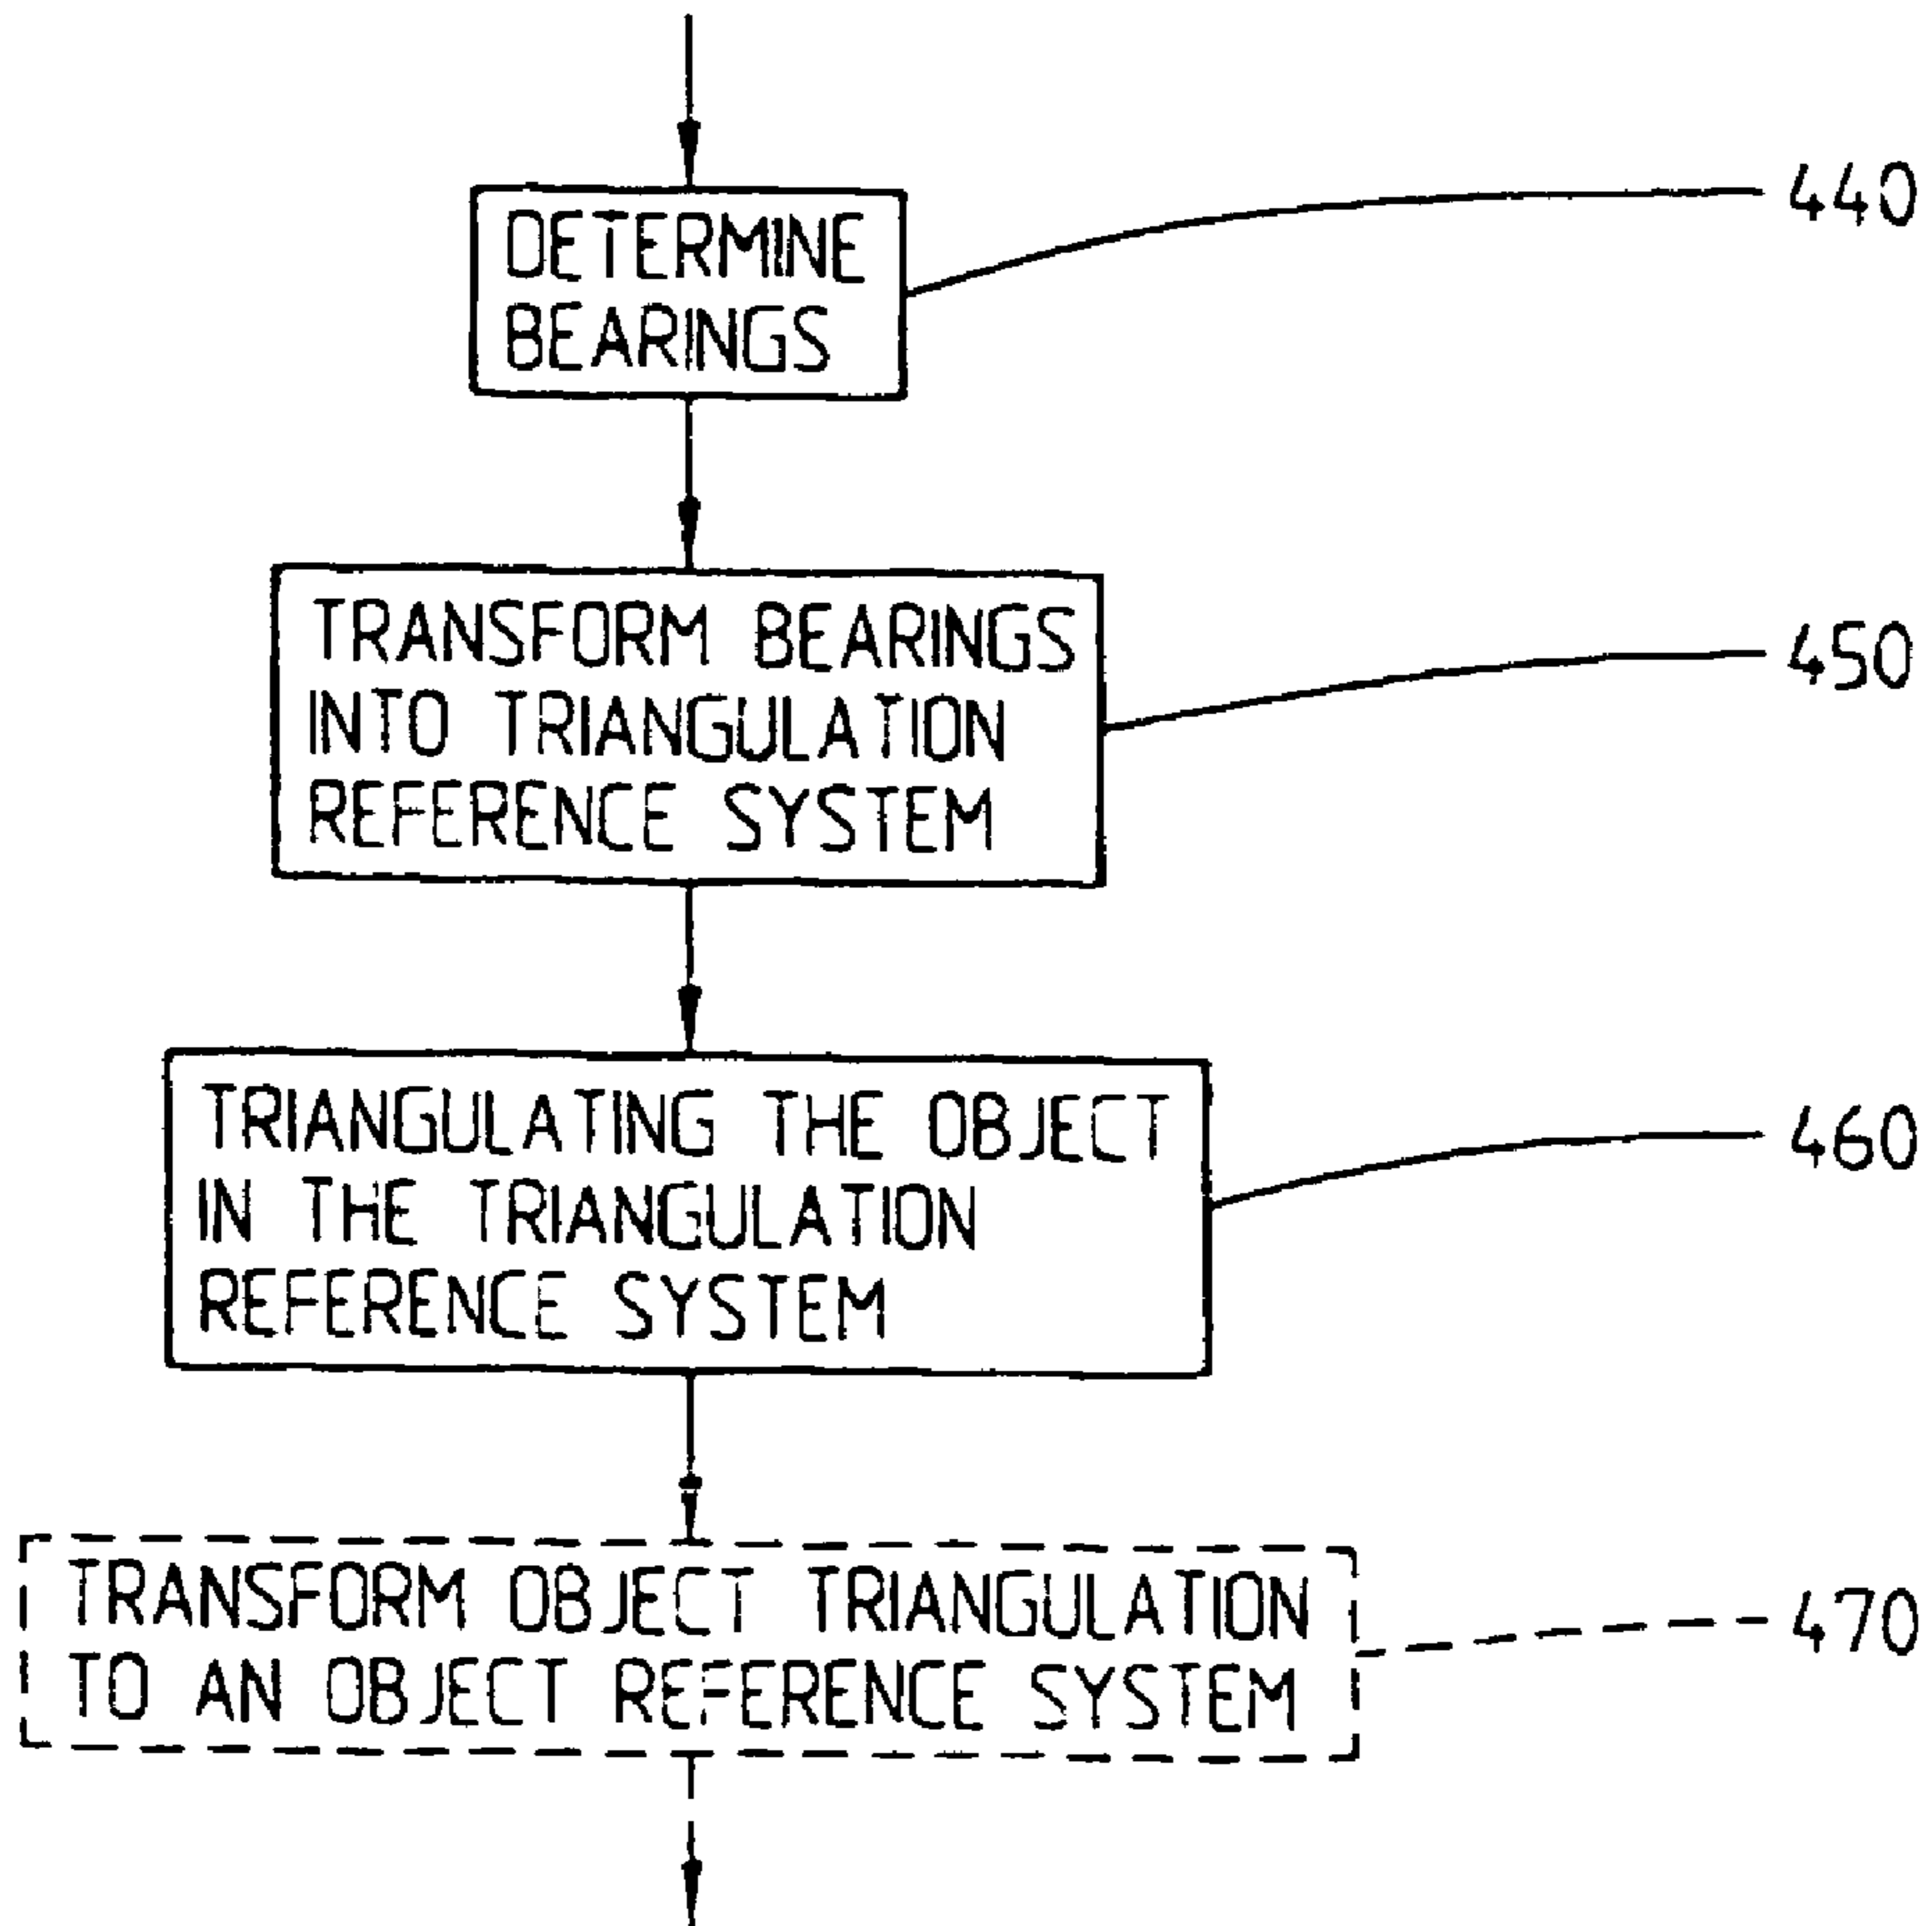 DETERMINE
BEARINGS
440
TRANSFORM BEARINGS
INTO TRIANGULATION
REFERENCE SYSTEM
450
TRIANGULATING THE OBJECT
IN THE TRIANGULATION
REFERENCE SYSTEM
460
TRANSFORM OBJECT TRIANGULATION
TO AN OBJECT REFERENCE SYSTEM
470